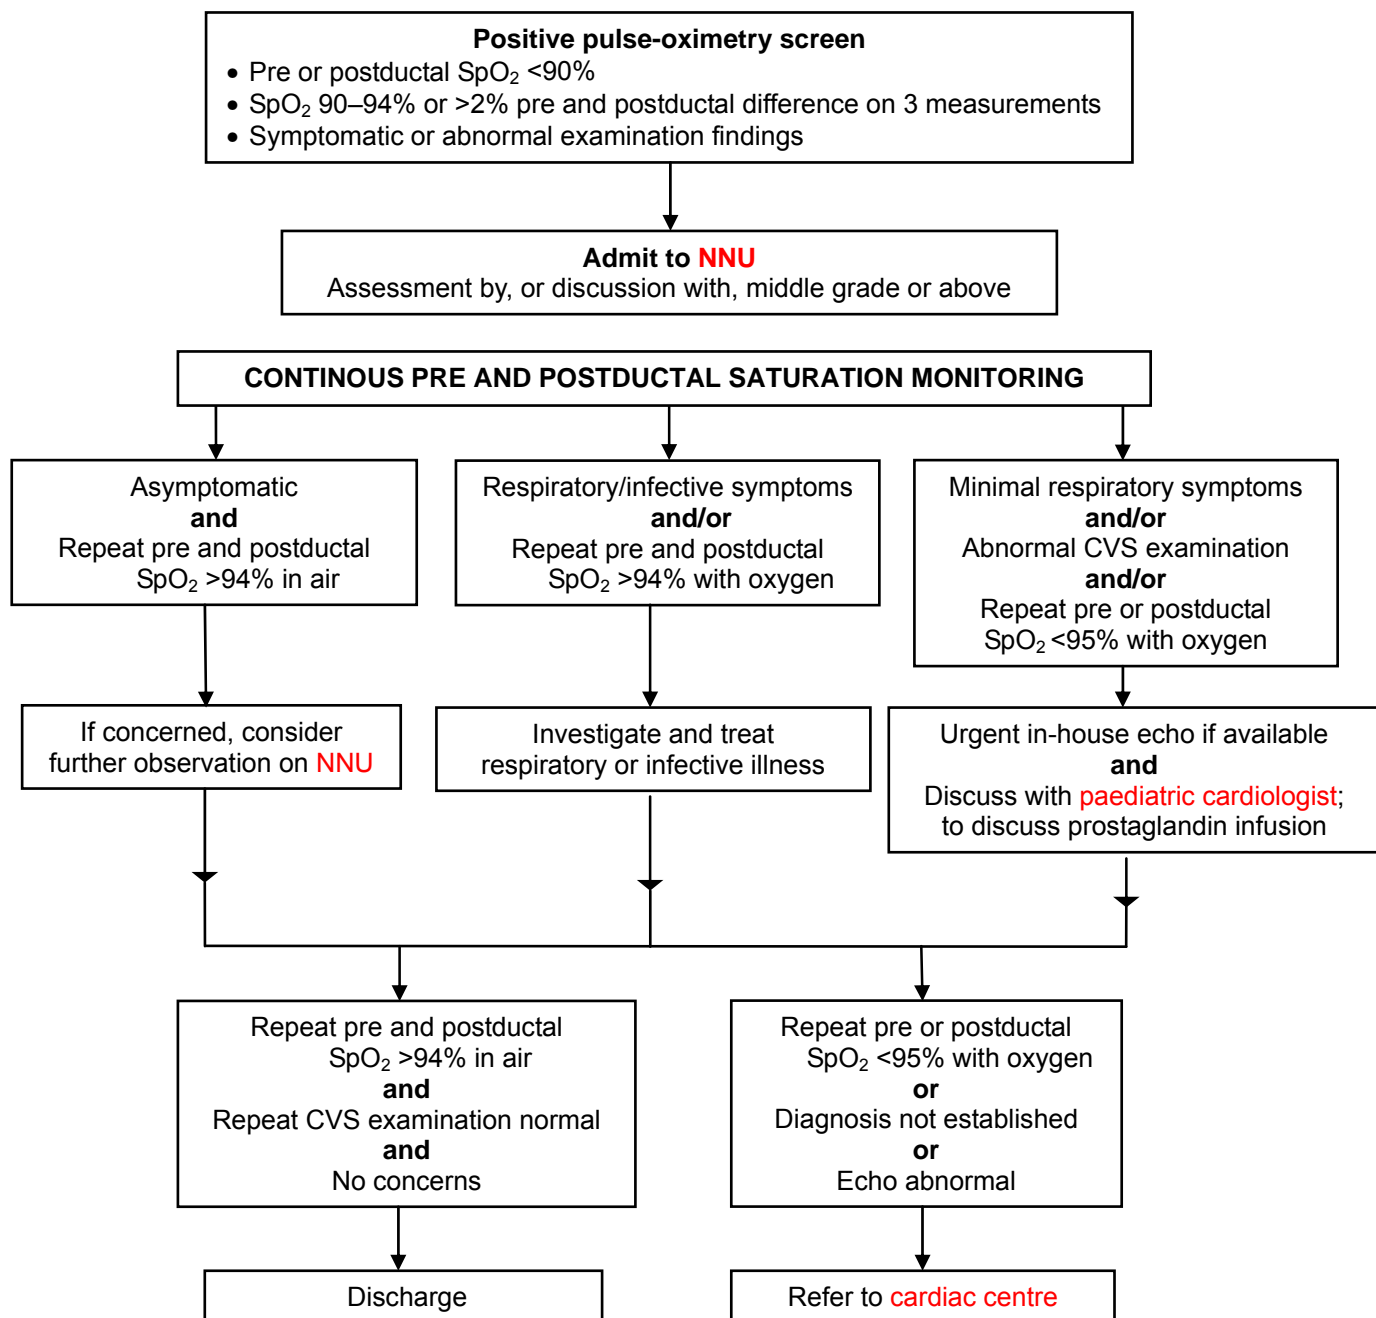 Positive pulse-oximetry screen
• Pre or postductal SpO₂ <90%
• SpO₂ 90–94% or >2% pre and postductal difference on 3 measurements
• Symptomatic or abnormal examination findings
Admit to NNU
Assessment by, or discussion with, middle grade or above
CONTINOUS PRE AND POSTDUCTAL SATURATION MONITORING
Asymptomatic
and
Repeat pre and postductal
SpO₂ >94% in air
Respiratory/infective symptoms
and/or
Repeat pre and postductal
SpO₂ >94% with oxygen
Minimal respiratory symptoms
and/or
Abnormal CVS examination
and/or
Repeat pre or postductal
SpO₂ <95% with oxygen
If concerned, consider
further observation on NNU
Investigate and treat
respiratory or infective illness
Urgent in-house echo if available
and
Discuss with paediatric cardiologist;
to discuss prostaglandin infusion
Repeat pre and postductal
SpO₂ >94% in air
and
Repeat CVS examination normal
and
No concerns
Repeat pre or postductal
SpO₂ <95% with oxygen
or
Diagnosis not established
or
Echo abnormal
Discharge
Refer to cardiac centre